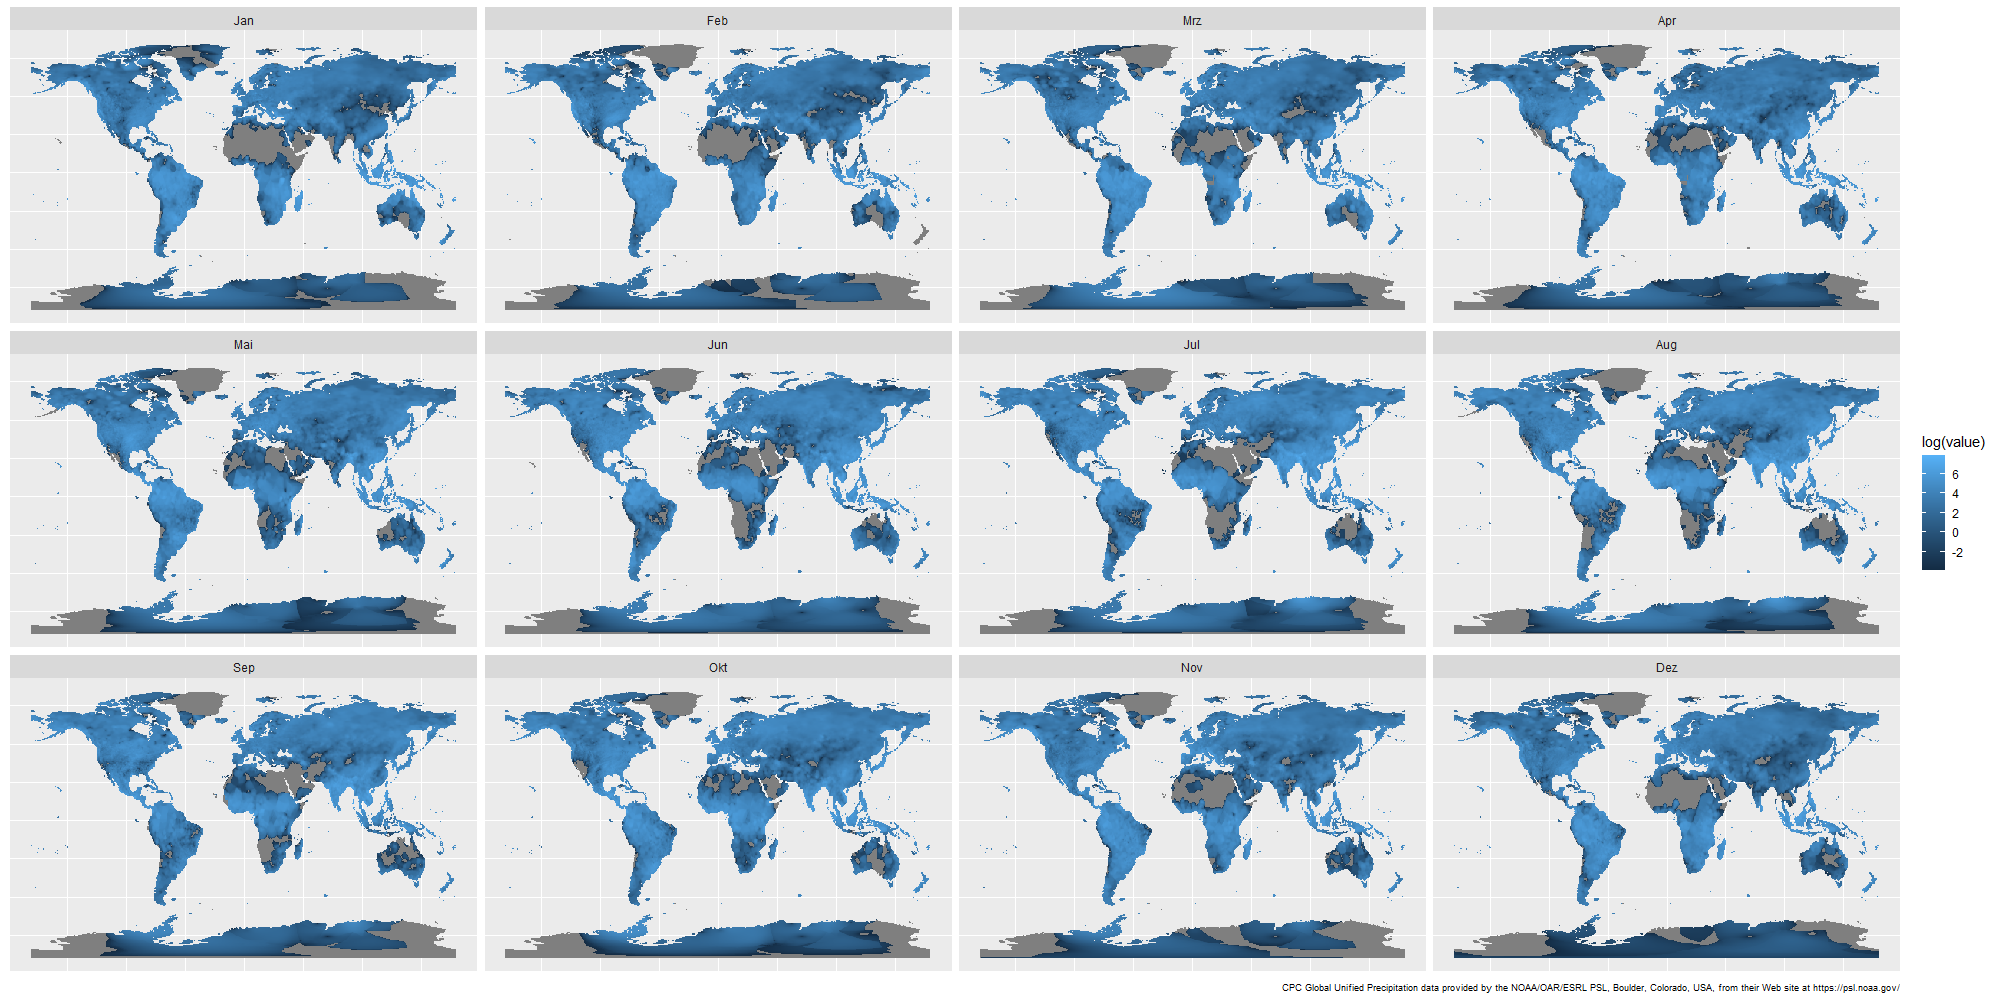 Jan
Feb
Mrz
Apr
Mai
Jun
Jul
Aug
Sep
Okt
Nov
Dez
log(value)
6
4
2
0
-2
CPC Global Unified Precipitation data provided by the NOAA/OAR/ESRL PSL, Boulder, Colorado, USA, from their Web site at https://psl.noaa.gov/